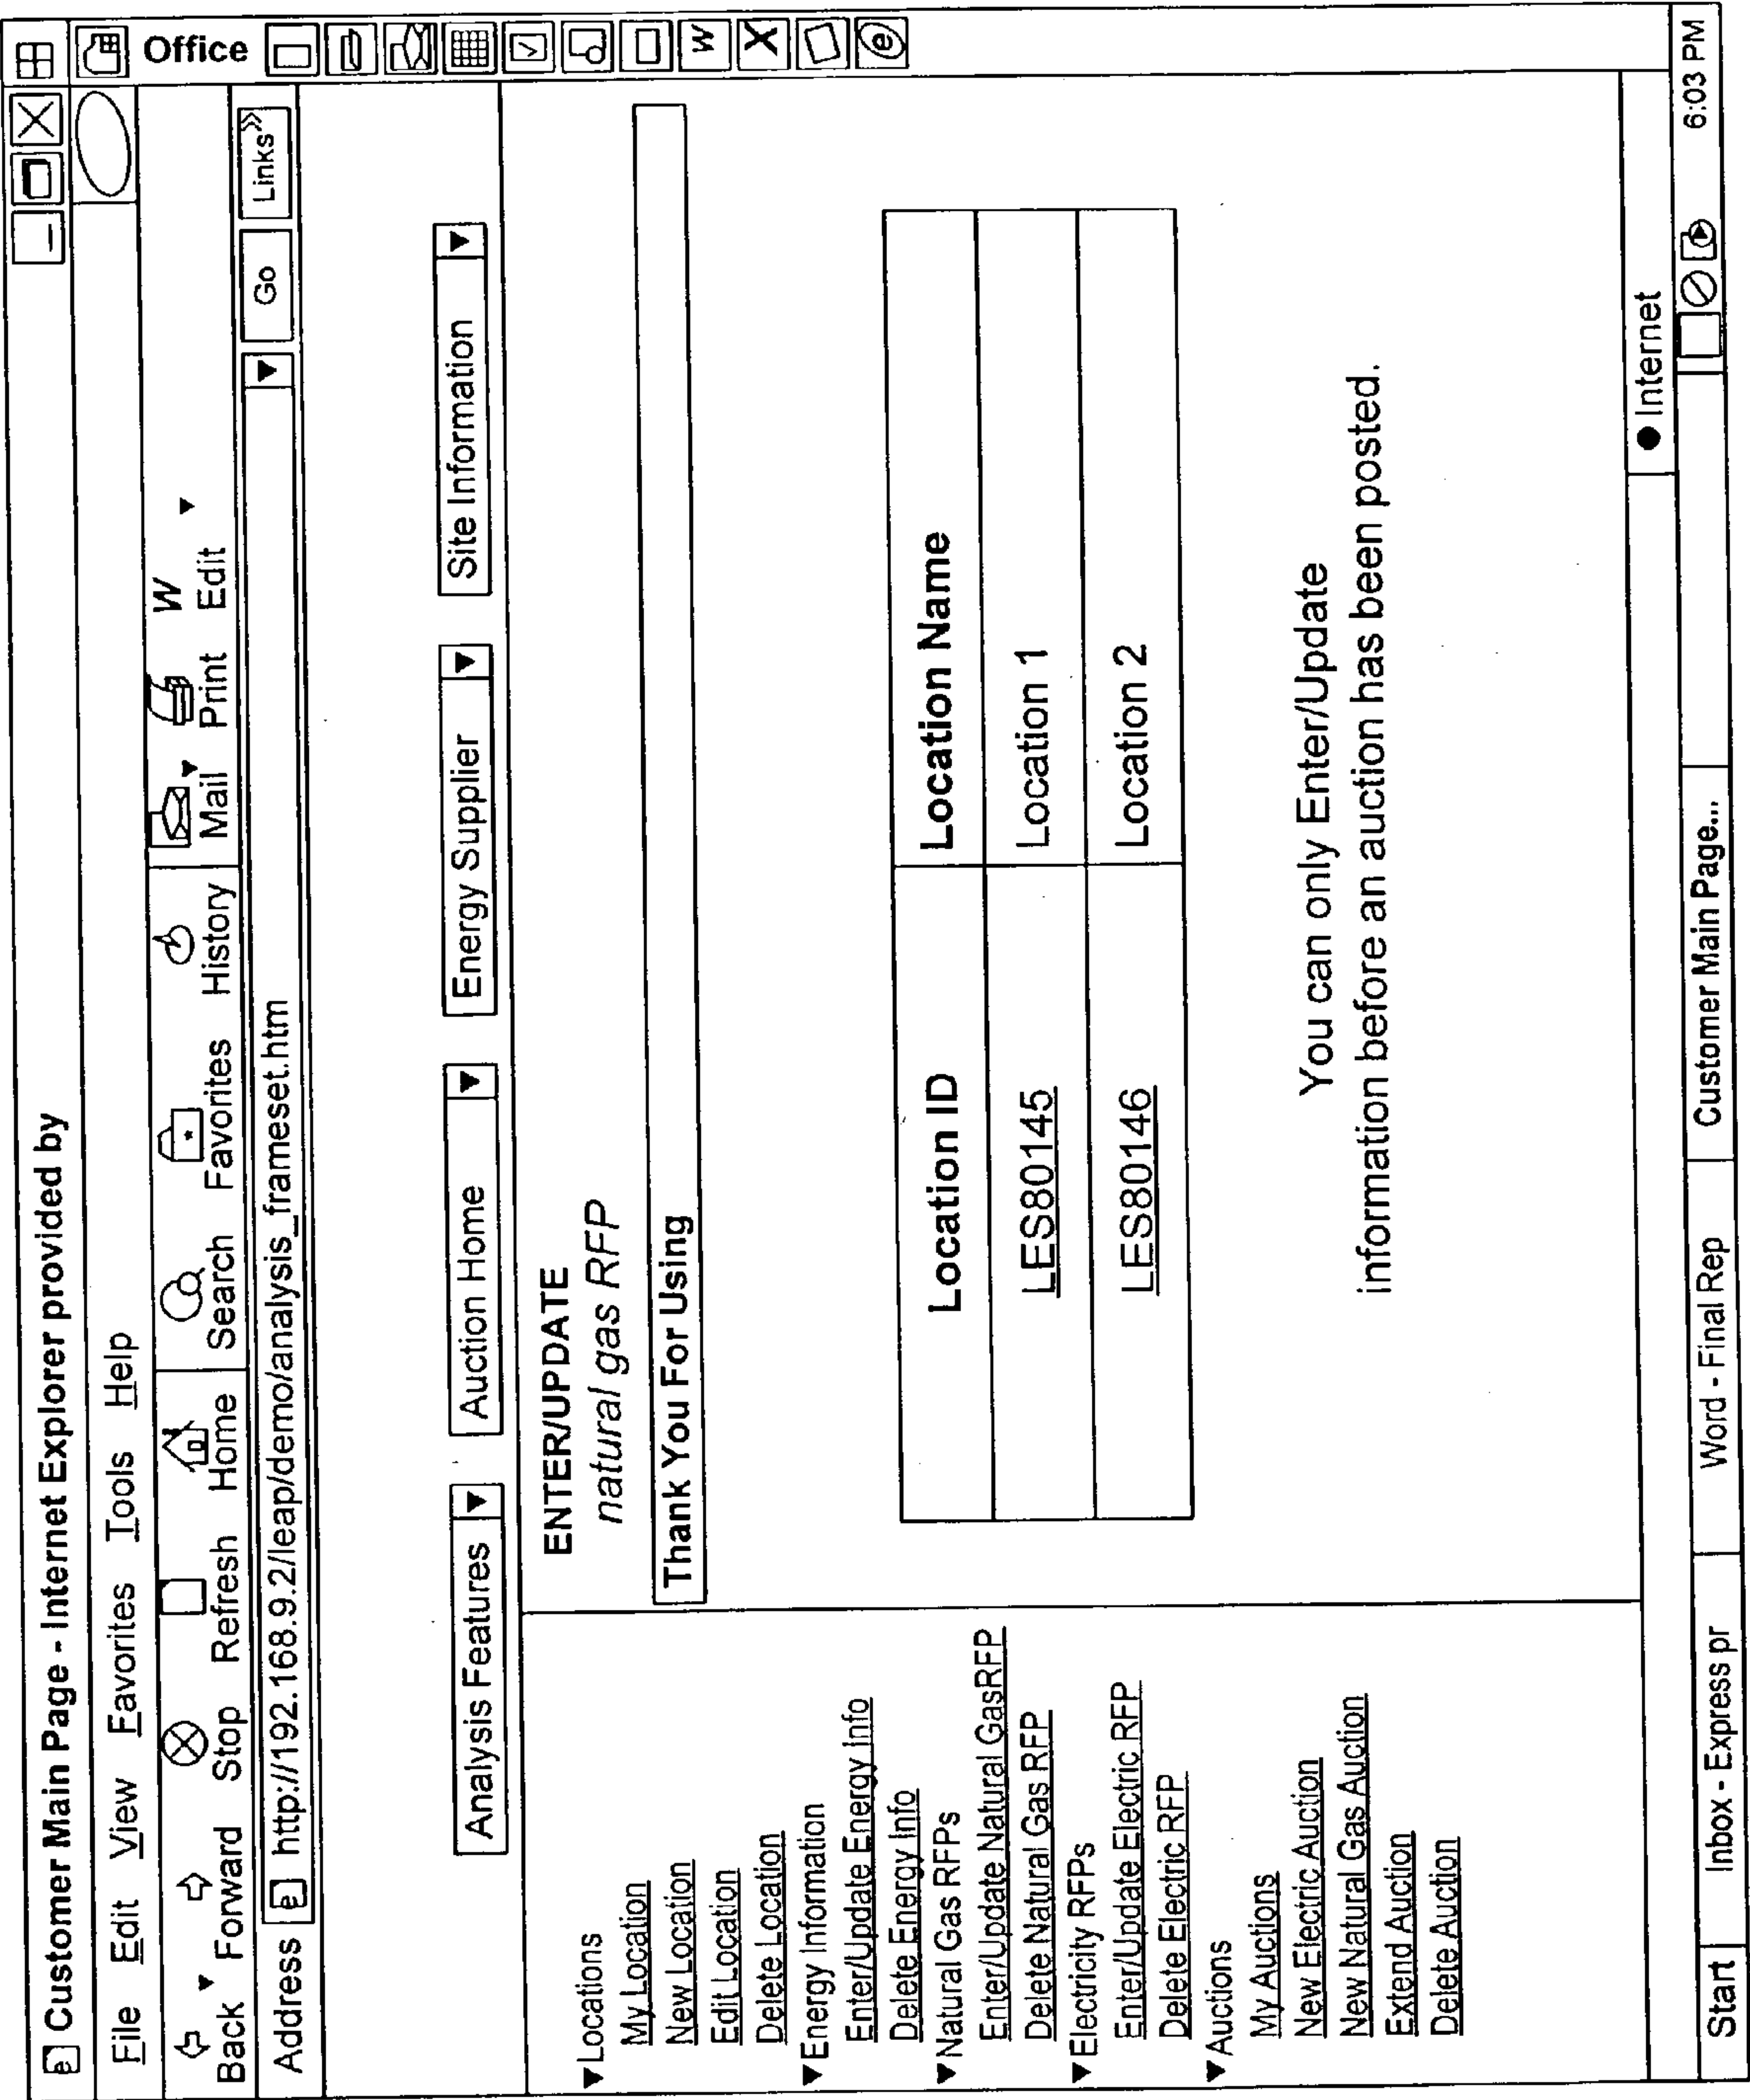 Customer Main Page - Internet Explorer provided by
File Edit View Favorites Tools Help
Office
Back Forward Stop Refresh Home Search Favorites History Mail Print Edit
W
Address http://192.168.9.2/leap/demo/analysis_frameset.htm Go Links »
Analysis Features Auction Home Energy Supplier Site Information
▼Locations
My Location
New Location
Edit Location
Delete Location
▼Energy Information
Enter/Update Energy Info
Delete Energy Info
▼Natural Gas RFPs
Enter/Update Natural GasRFP
Delete Natural Gas RFP
▼Electricity RFPs
Enter/Update Electric RFP
Delete Electric RFP
▼Auctions
My Auctions
New Electric Auction
New Natural Gas Auction
Extend Auction
Delete Auction
ENTER/UPDATE
natural gas RFP
Thank You For Using
Location ID Location Name
LES80145 Location 1
LES80146 Location 2
You can only Enter/Update
information before an auction has been posted.
W
X
e
Internet
Start Inbox - Express pr Word - Final Rep Customer Main Page... 6:03 PM